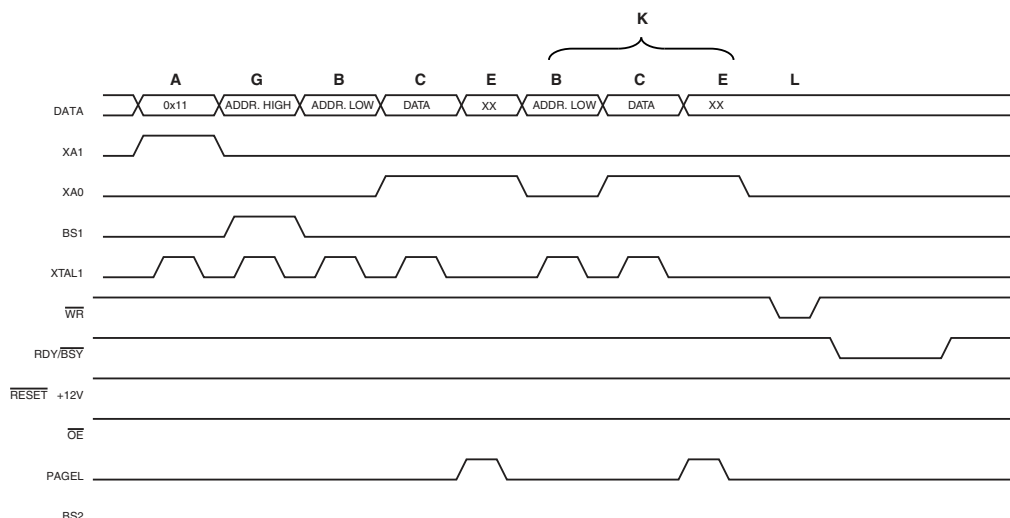 K
A G B C E B C E L
DATA 0x11 ADDR. HIGH ADDR. LOW DATA XX ADDR. LOW DATA XX
XA1
XA0
BS1
XTAL1
WR
RDY/BSY
RESET +12V
OE
PAGEL
BS2